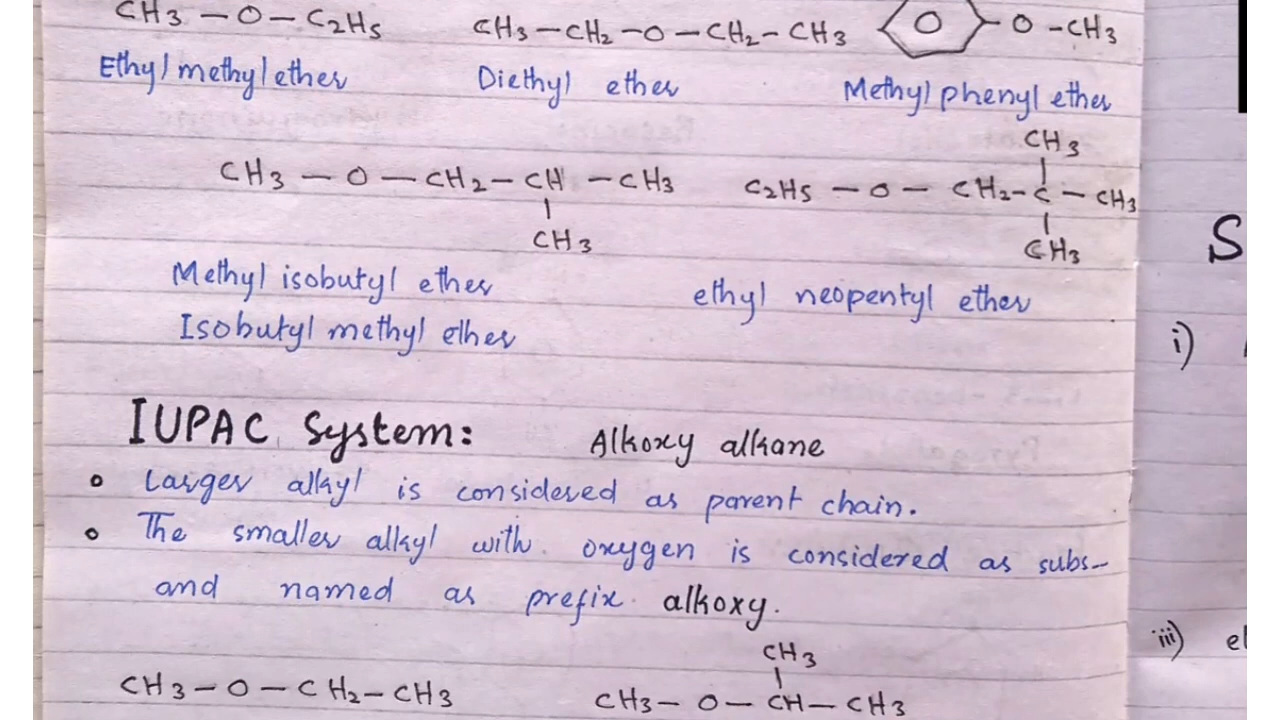 CH3 — O — C2H5 CH3 — CH2 — O — CH2 — CH3 O — CH3
Ethyl methyl ether Diethyl ether Methyl phenyl ether
CH3
CH3 — O — CH2 — CH — CH3 C2H5 — O — CH2 — C — CH3
CH3 CH3
Methyl isobutyl ether ethyl neopentyl ether
Isobutyl methyl ether
IUPAC System: Alkoxy alkane
Larger alkyl is considered as parent chain.
The smaller alkyl with oxygen is considered as subs-
and named as prefix alkoxy.
CH3
CH3 — O — CH2 — CH3 CH3 — O — CH — CH3
S
i)
iii) el